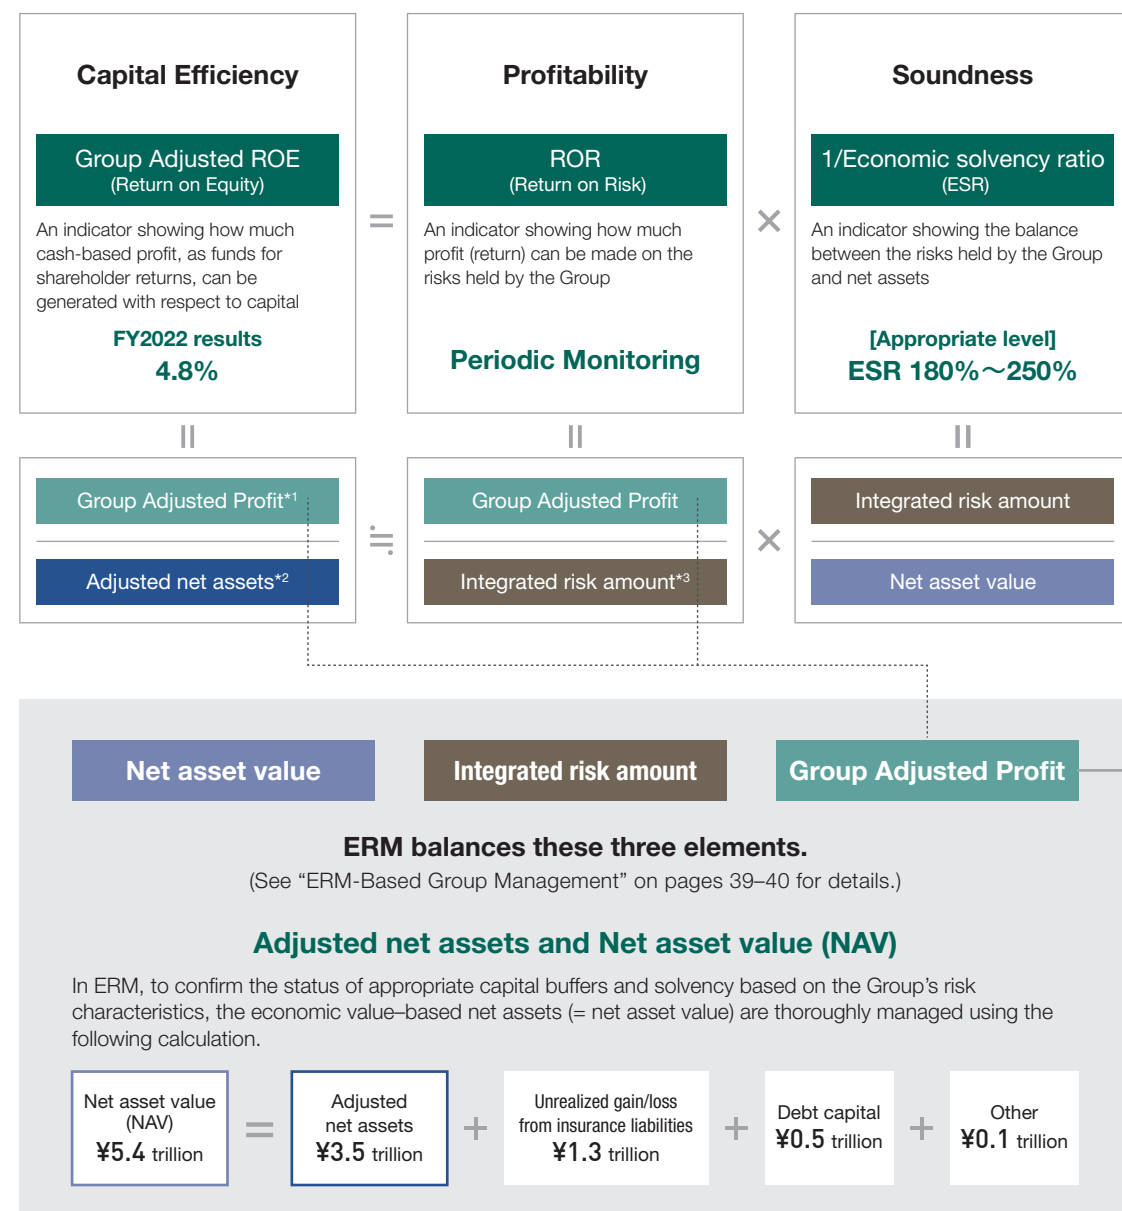 Capital Efficiency
Group Adjusted ROE
(Return on Equity)
An indicator showing how much
cash-based profit, as funds for
shareholder returns, can be
generated with respect to capital
FY2022 results
4.8%
=
Profitability
ROR
(Return on Risk)
An indicator showing how much
profit (return) can be made on the
risks held by the Group
Periodic Monitoring
×
Soundness
1/Economic solvency ratio
(ESR)
An indicator showing the balance
between the risks held by the Group
and net assets
[Appropriate level]
ESR 180%～250%
=
=
=
Group Adjusted Profit*1
Adjusted net assets*2
≒
Group Adjusted Profit
Integrated risk amount*3
×
Integrated risk amount
Net asset value
Net asset value
Integrated risk amount
Group Adjusted Profit
ERM balances these three elements.
(See “ERM-Based Group Management” on pages 39–40 for details.)
Adjusted net assets and Net asset value (NAV)
In ERM, to confirm the status of appropriate capital buffers and solvency based on the Group’s risk
characteristics, the economic value–based net assets (= net asset value) are thoroughly managed using the
following calculation.
Net asset value
(NAV)
¥5.4 trillion
=
Adjusted
net assets
¥3.5 trillion
+
Unrealized gain/loss
from insurance liabilities
¥1.3 trillion
+
Debt capital
¥0.5 trillion
+
Other
¥0.1 trillion